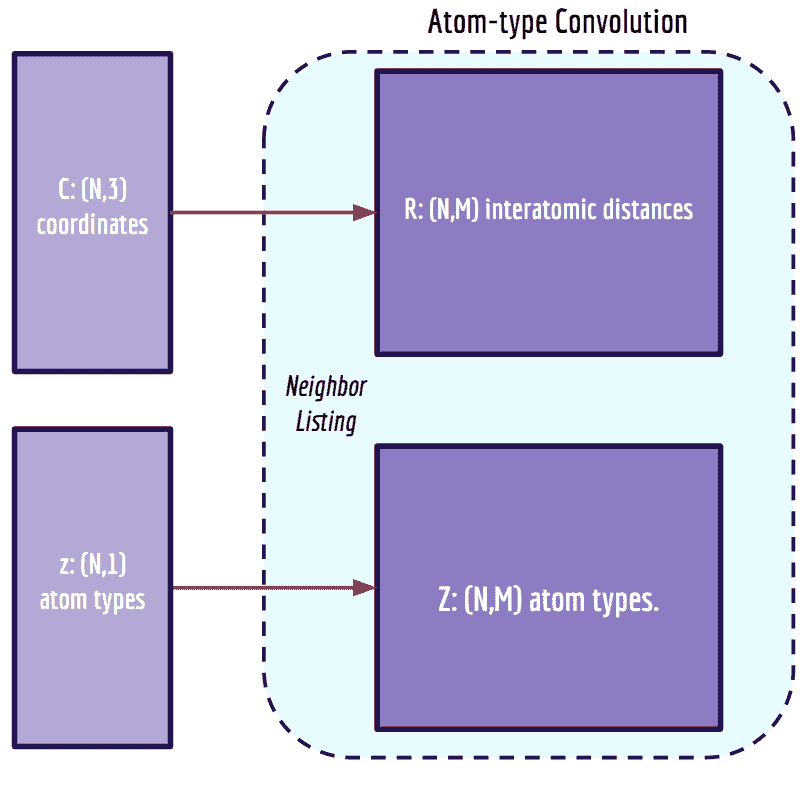 Atom-type Convolution
C: (N,3)
coordinates
R: (N,M) interatomic distances
Neighbor
Listing
z: (N,1)
atom types
Z: (N,M) atom types.